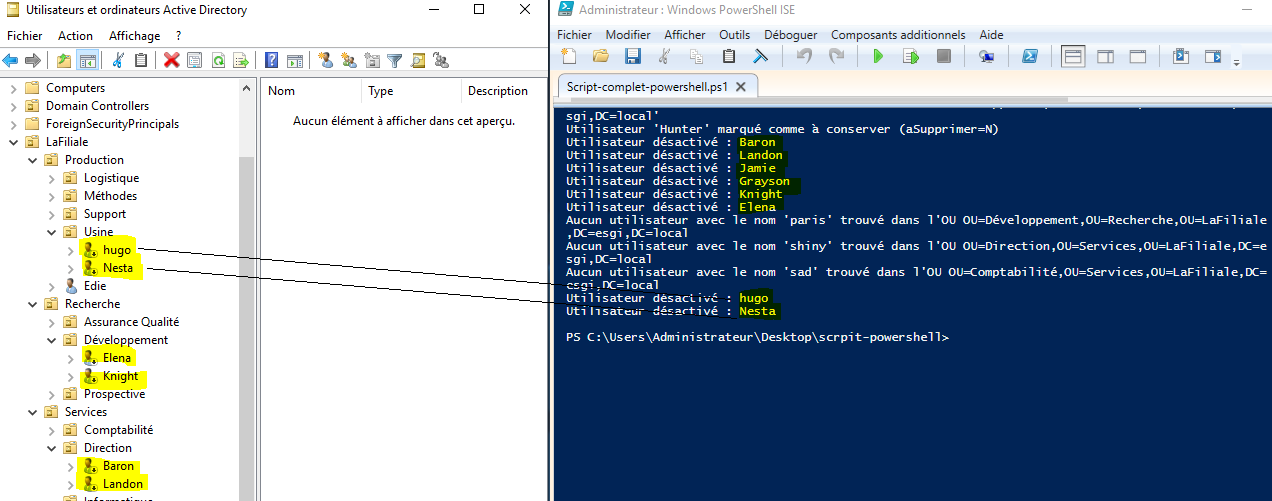 Utilisateurs et ordinateurs Active Directory
Fichier Action Affichage ?
Computers
Domain Controllers
ForeignSecurityPrincipals
LaFiliale
Production
Logistique
Méthodes
Support
Usine
hugo
Nesta
Edie
Recherche
Assurance Qualité
Développement
Elena
Knight
Prospective
Services
Comptabilité
Direction
Baron
Landon
Nom Type Description
Aucun élément à afficher dans cet aperçu.
Administrateur : Windows PowerShell ISE
Fichier Modifier Afficher Outils Déboguer Composants additionnels Aide
Script-complet-powershell.ps1 X
sgi,DC=local'
Utilisateur 'Hunter' marqué comme à conserver (aSupprimer=N)
Utilisateur désactivé : Baron
Utilisateur désactivé : Landon
Utilisateur désactivé : Jamie
Utilisateur désactivé : Grayson
Utilisateur désactivé : Knight
Utilisateur désactivé : Elena
Aucun utilisateur avec le nom 'paris' trouvé dans l'OU OU=Développement,OU=Recherche,OU=LaFiliale
,DC=esgi,DC=local
Aucun utilisateur avec le nom 'shiny' trouvé dans l'OU OU=Direction,OU=Services,OU=LaFiliale,DC=e
sgi,DC=local
Aucun utilisateur avec le nom 'sad' trouvé dans l'OU OU=Comptabilité,OU=Services,OU=LaFiliale,DC=
esgi,DC=local
Utilisateur désactivé : hugo
Utilisateur désactivé : Nesta
PS C:\Users\Administrateur\Desktop\scrpit-powershell>